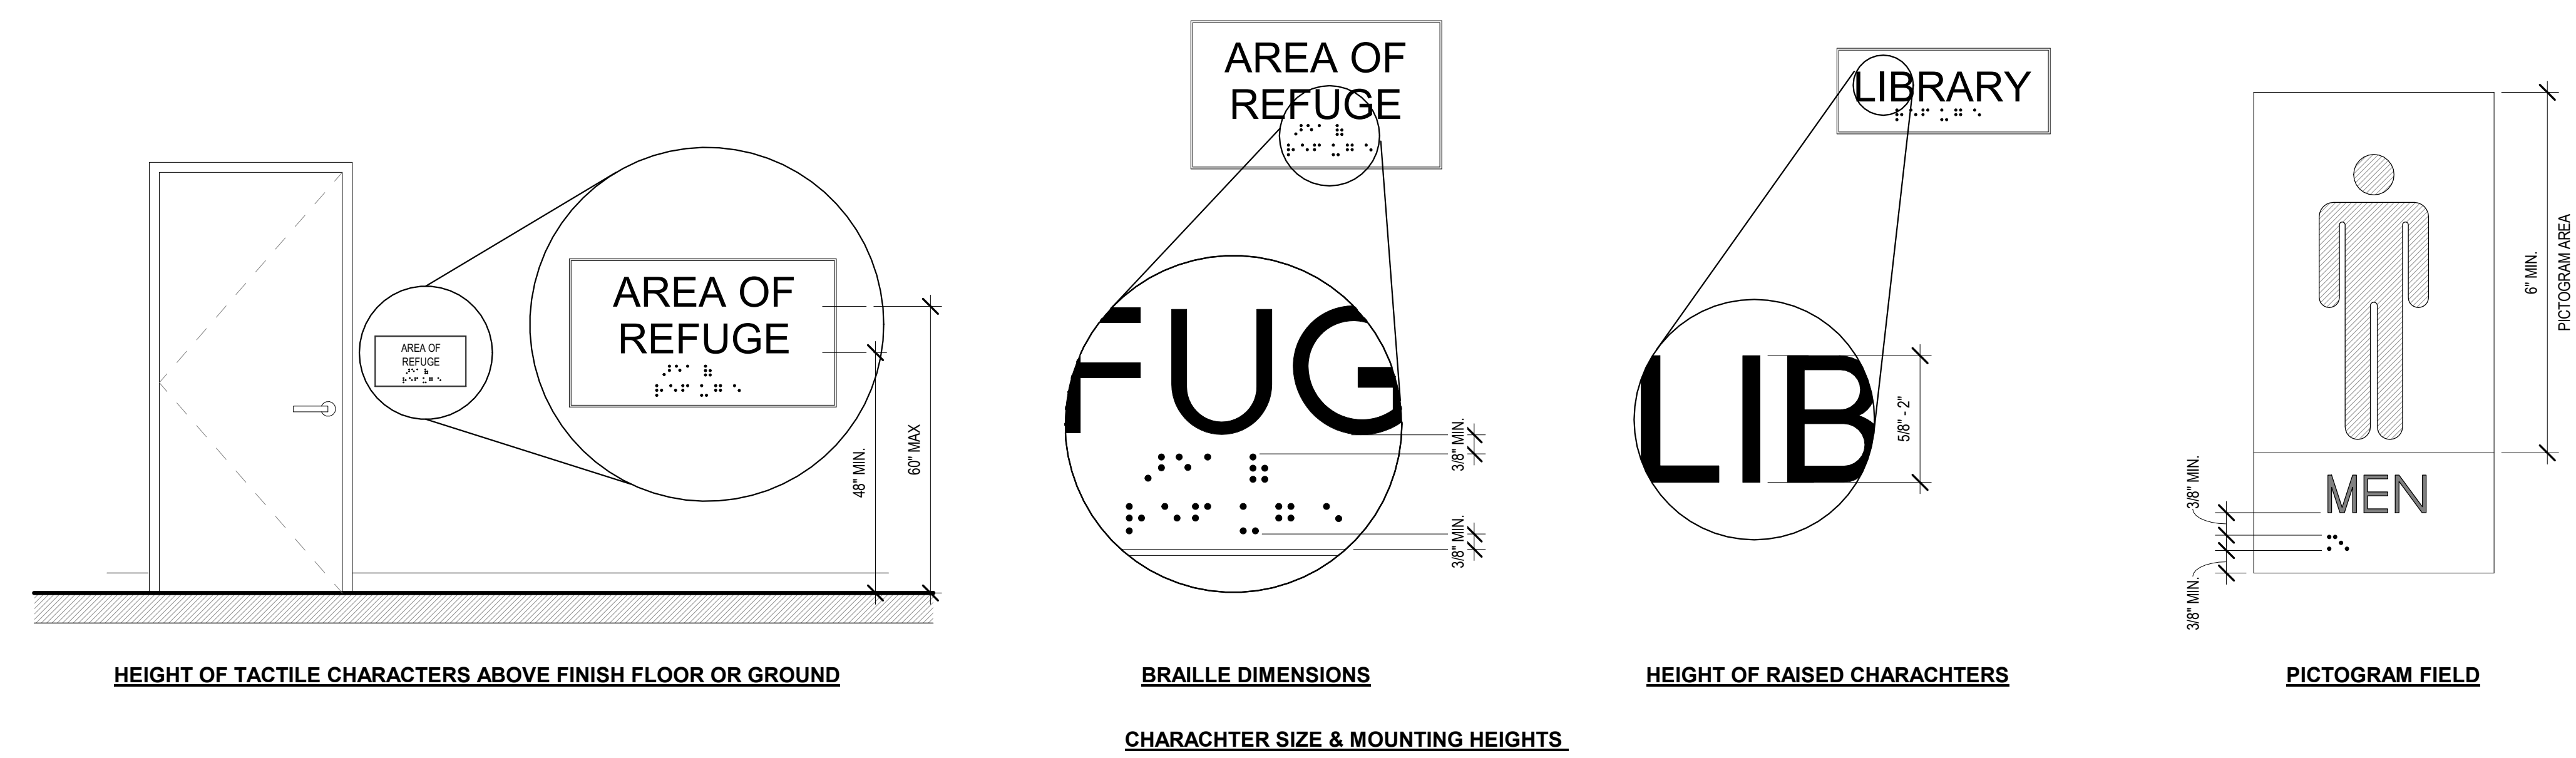 AREA OF
REFUGE
AREA OF
REFUGE
48" MIN.
60" MAX
HEIGHT OF TACTILE CHARACTERS ABOVE FINISH FLOOR OR GROUND
AREA OF
REFUGE
FUG
3/8" MIN.
3/8" MIN.
BRAILLE DIMENSIONS
LIBRARY
LIB
5/8" - 2"
HEIGHT OF RAISED CHARACHTERS
6" MIN.
PICTOGRAM AREA
MEN
3/8" MIN.
3/8" MIN.
PICTOGRAM FIELD
CHARACHTER SIZE & MOUNTING HEIGHTS